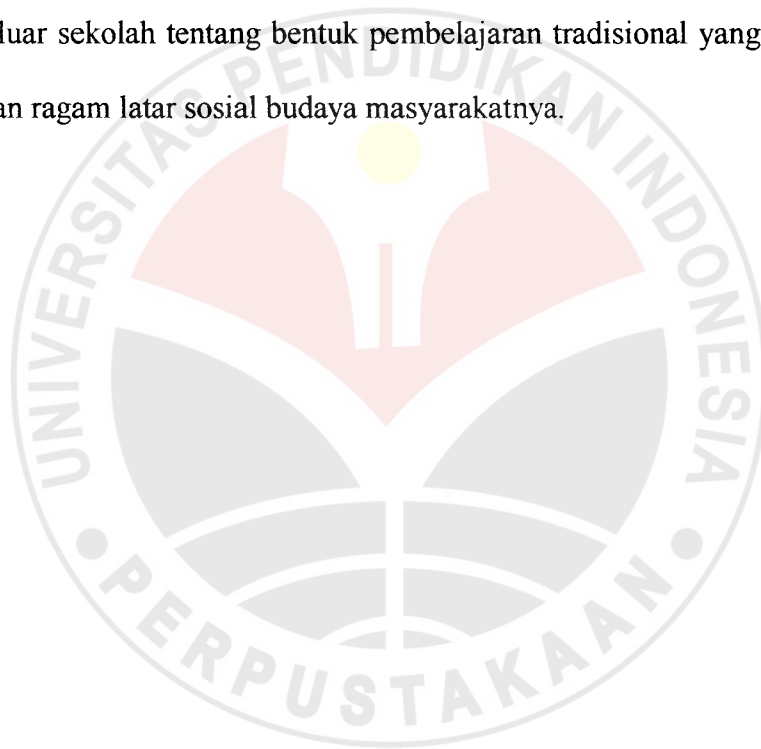 luar sekolah tentang bentuk pembelajaran tradisional yang
an ragam latar sosial budaya masyarakatnya.
UNIVERSITAS PENDIDIKAN INDONESIA
PERPUSTAKAAN